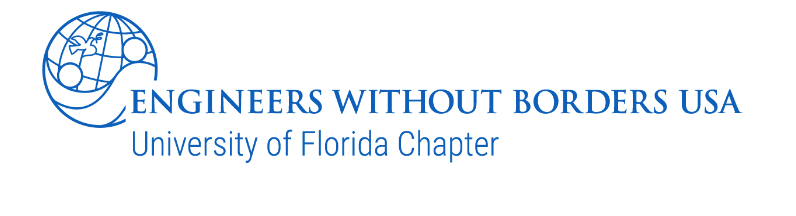 ENGINEERS WITHOUT BORDERS USA
University of Florida Chapter